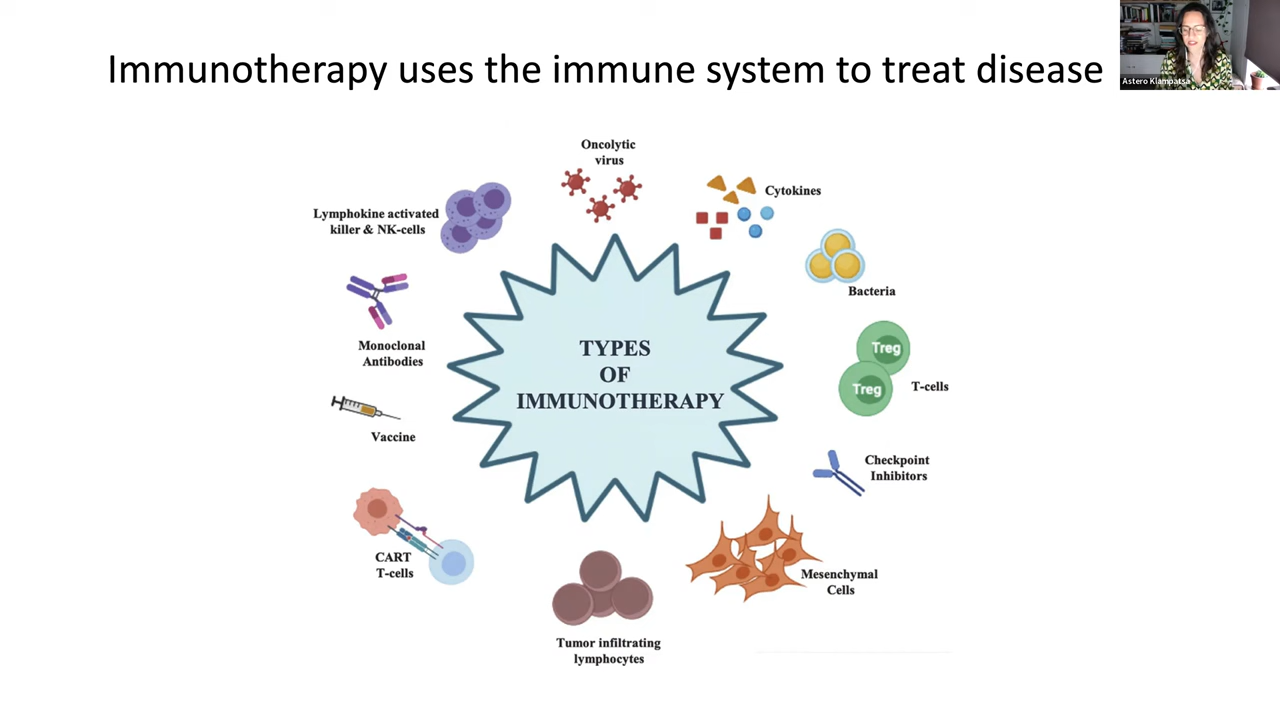 Immunotherapy uses the immune system to treat disease
Astero Klampatsa
Oncolytic
virus
Cytokines
Lymphokine activated
killer & NK-cells
Bacteria
Monoclonal
Antibodies
Treg
Treg
T-cells
TYPES
OF
IMMUNOTHERAPY
Vaccine
Checkpoint
Inhibitors
CART
T-cells
Mesenchymal
Cells
Tumor infiltrating
lymphocytes